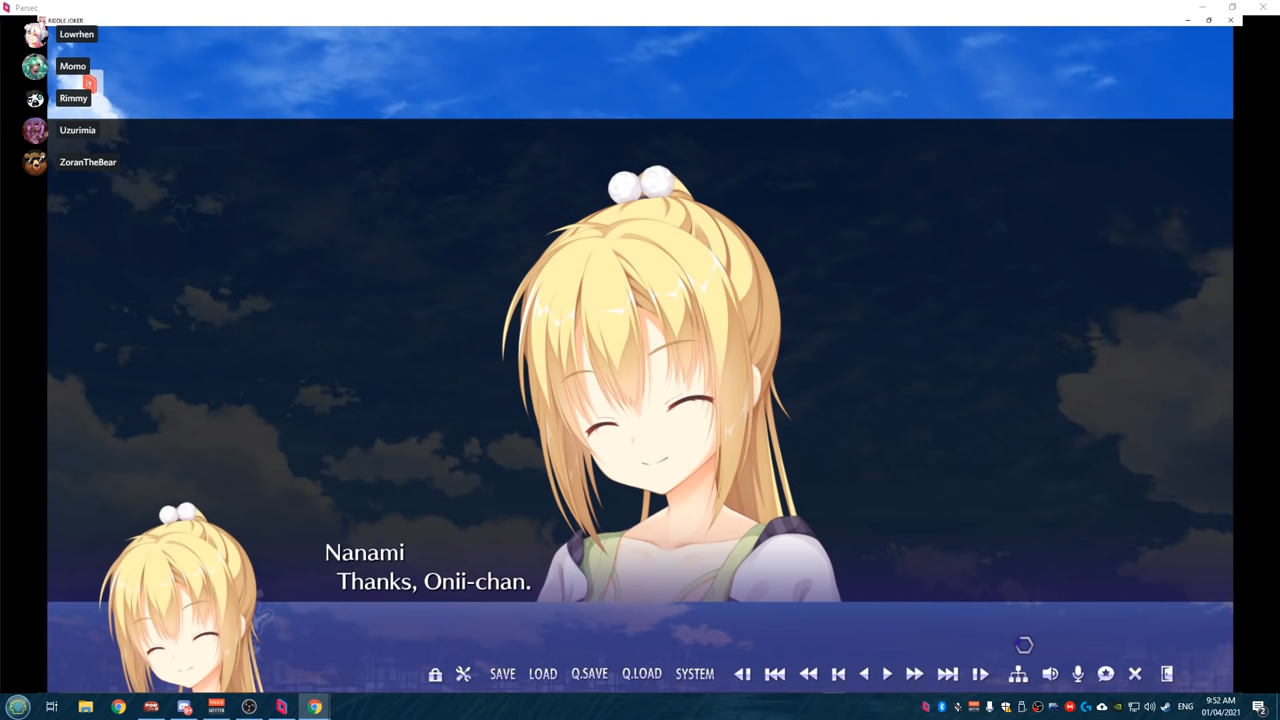 Parsec
RIDDLE JOKER
Lowrhen
Momo
Rimmy
Uzurimia
ZoranTheBear
Nanami
Thanks, Onii-chan.
SAVE LOAD Q.SAVE Q.LOAD SYSTEM
ENG
9:52 AM
01/04/2021
2